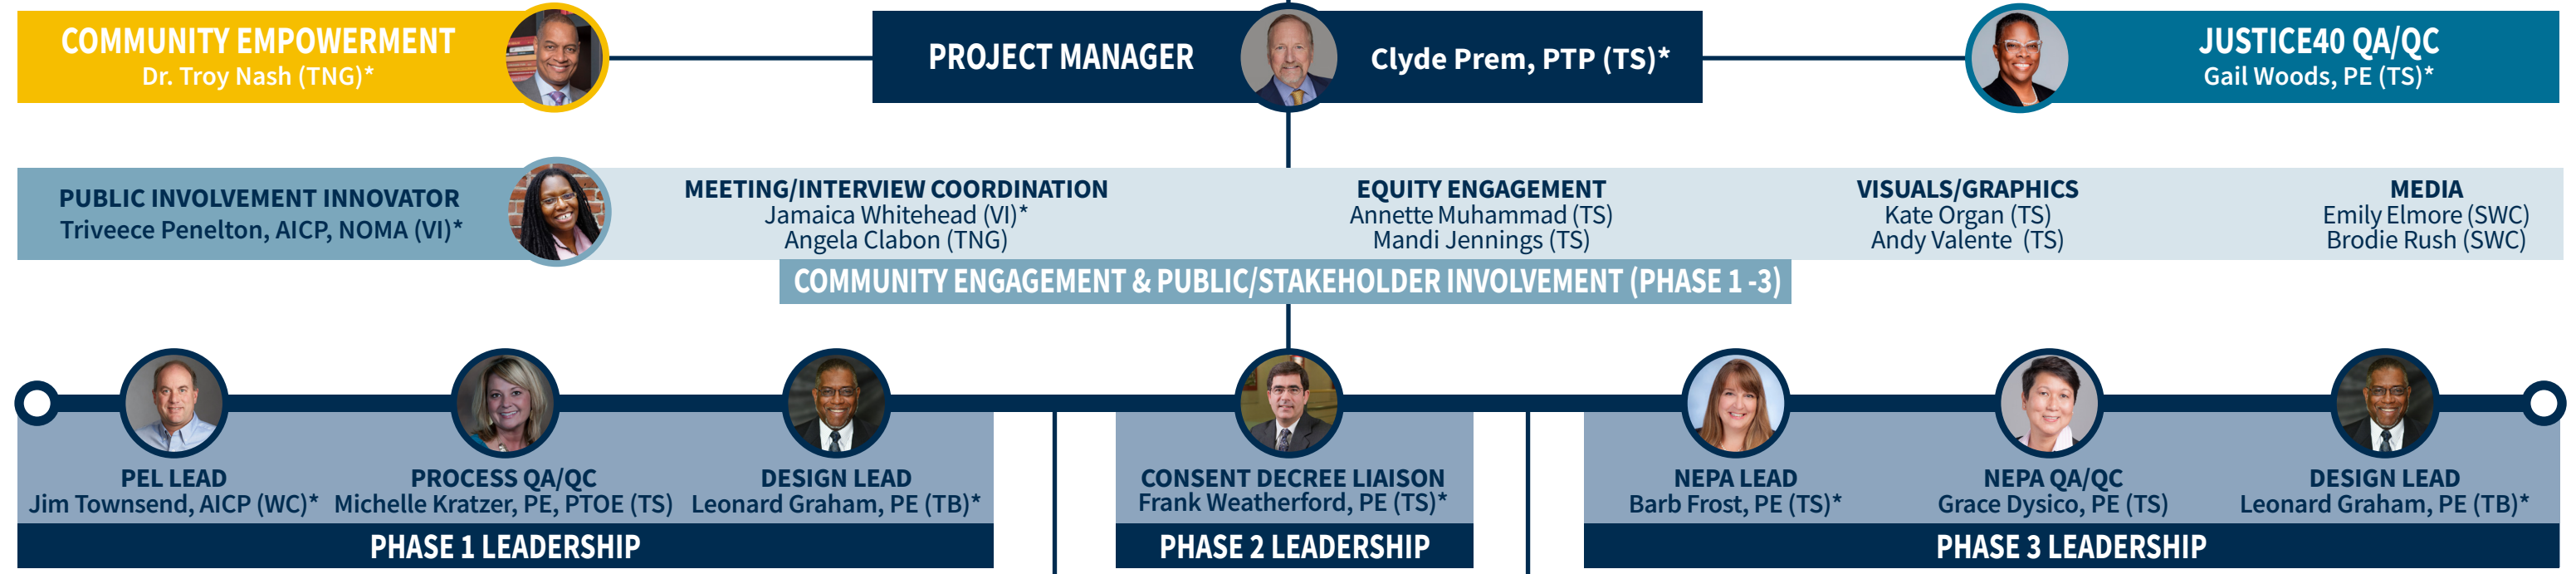 COMMUNITY EMPOWERMENT
Dr. Troy Nash (TNG)*
PROJECT MANAGER
Clyde Prem, PTP (TS)*
JUSTICE40 QA/QC
Gail Woods, PE (TS)*
PUBLIC INVOLVEMENT INNOVATOR
Triveece Penelton, AICP, NOMA (VI)*
MEETING/INTERVIEW COORDINATION
Jamaica Whitehead (VI)*
Angela Clabon (TNG)
EQUITY ENGAGEMENT
Annette Muhammad (TS)
Mandi Jennings (TS)
VISUALS/GRAPHICS
Kate Organ (TS)
Andy Valente (TS)
MEDIA
Emily Elmore (SWC)
Brodie Rush (SWC)
COMMUNITY ENGAGEMENT & PUBLIC/STAKEHOLDER INVOLVEMENT (PHASE 1 -3)
PEL LEAD
Jim Townsend, AICP (WC)*
PROCESS QA/QC
Michelle Kratzer, PE, PTOE (TS)
DESIGN LEAD
Leonard Graham, PE (TB)*
PHASE 1 LEADERSHIP
CONSENT DECREE LIAISON
Frank Weatherford, PE (TS)*
PHASE 2 LEADERSHIP
NEPA LEAD
Barb Frost, PE (TS)*
NEPA QA/QC
Grace Dysico, PE (TS)
DESIGN LEAD
Leonard Graham, PE (TB)*
PHASE 3 LEADERSHIP